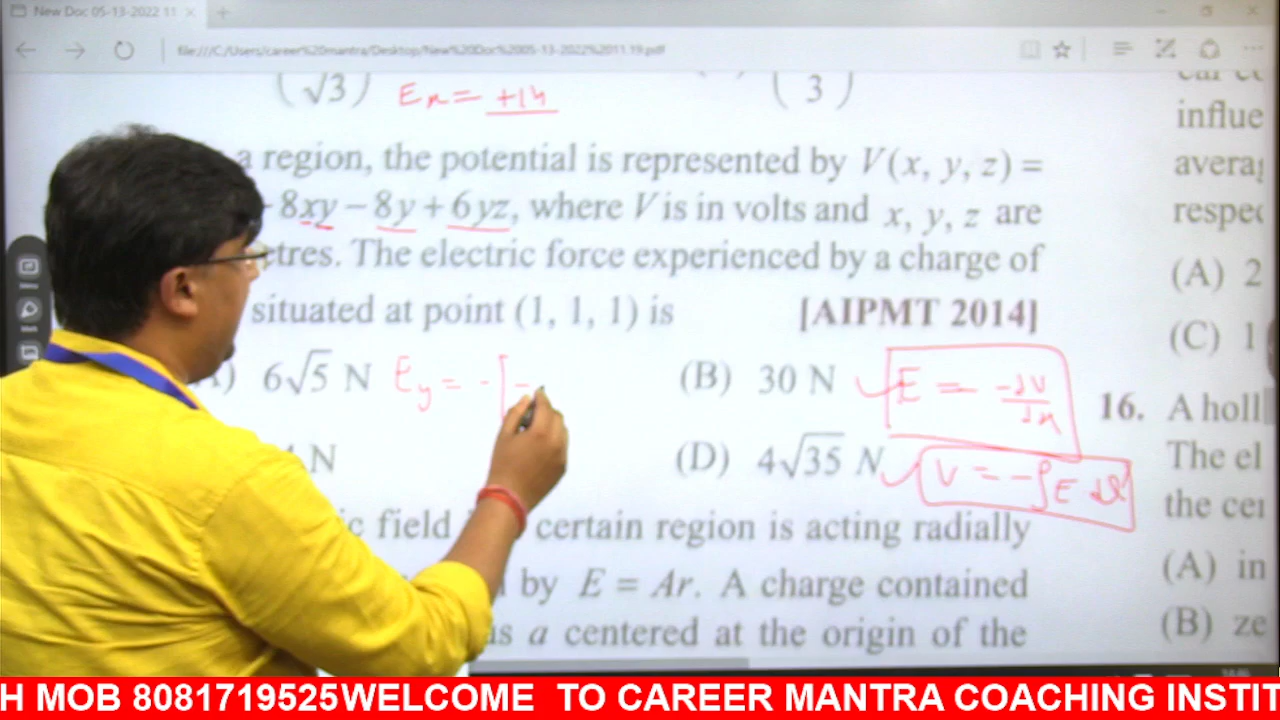 New Doc 05-13-2022 11
file:///C:/Users/career%20mantra/Desktop/New%20Doc%2005-13-2022%2011.19.pdf
(√3) Ex = +14 (3)
a region, the potential is represented by V(x, y, z) =
8xy − 8y + 6yz, where V is in volts and x, y, z are
etres. The electric force experienced by a charge of
situated at point (1, 1, 1) is [AIPMT 2014]
) 6√5 N Ey = - [ - (B) 30 N E = -dV/dx
N (D) 4√35 N V = -∫E dr
ic field certain region is acting radially
by E = Ar. A charge contained
a centered at the origin of the
influe
averag
respec
(A) 2
(C) 1
16. A holl
The el
the cen
(A) in
(B) ze
H MOB 8081719525WELCOME TO CAREER MANTRA COACHING INSTIT